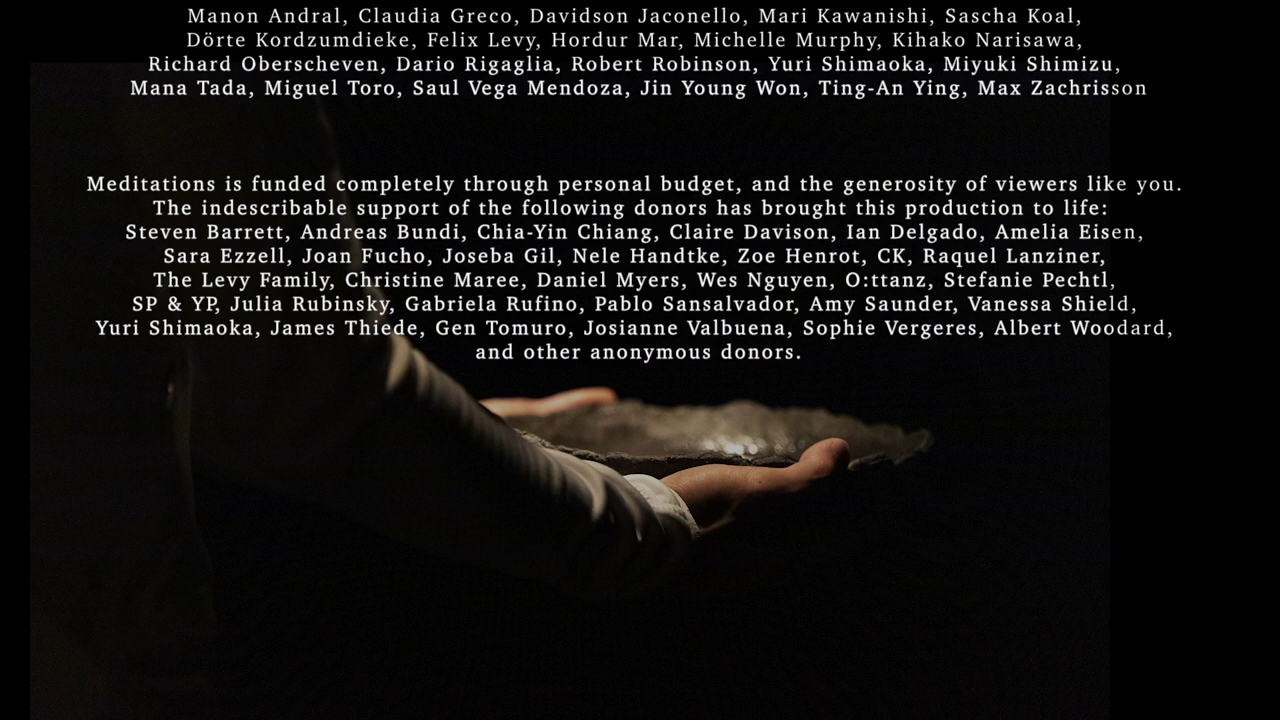 Manon Andral, Claudia Greco, Davidson Jaconello, Mari Kawanishi, Sascha Koal,
Dörte Kordzumdieke, Felix Levy, Hordur Mar, Michelle Murphy, Kihako Narisawa,
Richard Oberscheven, Dario Rigaglia, Robert Robinson, Yuri Shimaoka, Miyuki Shimizu,
Mana Tada, Miguel Toro, Saul Vega Mendoza, Jin Young Won, Ting-An Ying, Max Zachrisson
Meditations is funded completely through personal budget, and the generosity of viewers like you.
The indescribable support of the following donors has brought this production to life:
Steven Barrett, Andreas Bundi, Chia-Yin Chiang, Claire Davison, Ian Delgado, Amelia Eisen,
Sara Ezzell, Joan Fucho, Joseba Gil, Nele Handtke, Zoe Henrot, CK, Raquel Lanziner,
The Levy Family, Christine Maree, Daniel Myers, Wes Nguyen, O:ttanz, Stefanie Pechtl,
SP & YP, Julia Rubinsky, Gabriela Rufino, Pablo Sansalvador, Amy Saunder, Vanessa Shield,
Yuri Shimaoka, James Thiede, Gen Tomuro, Josianne Valbuena, Sophie Vergeres, Albert Woodard,
and other anonymous donors.